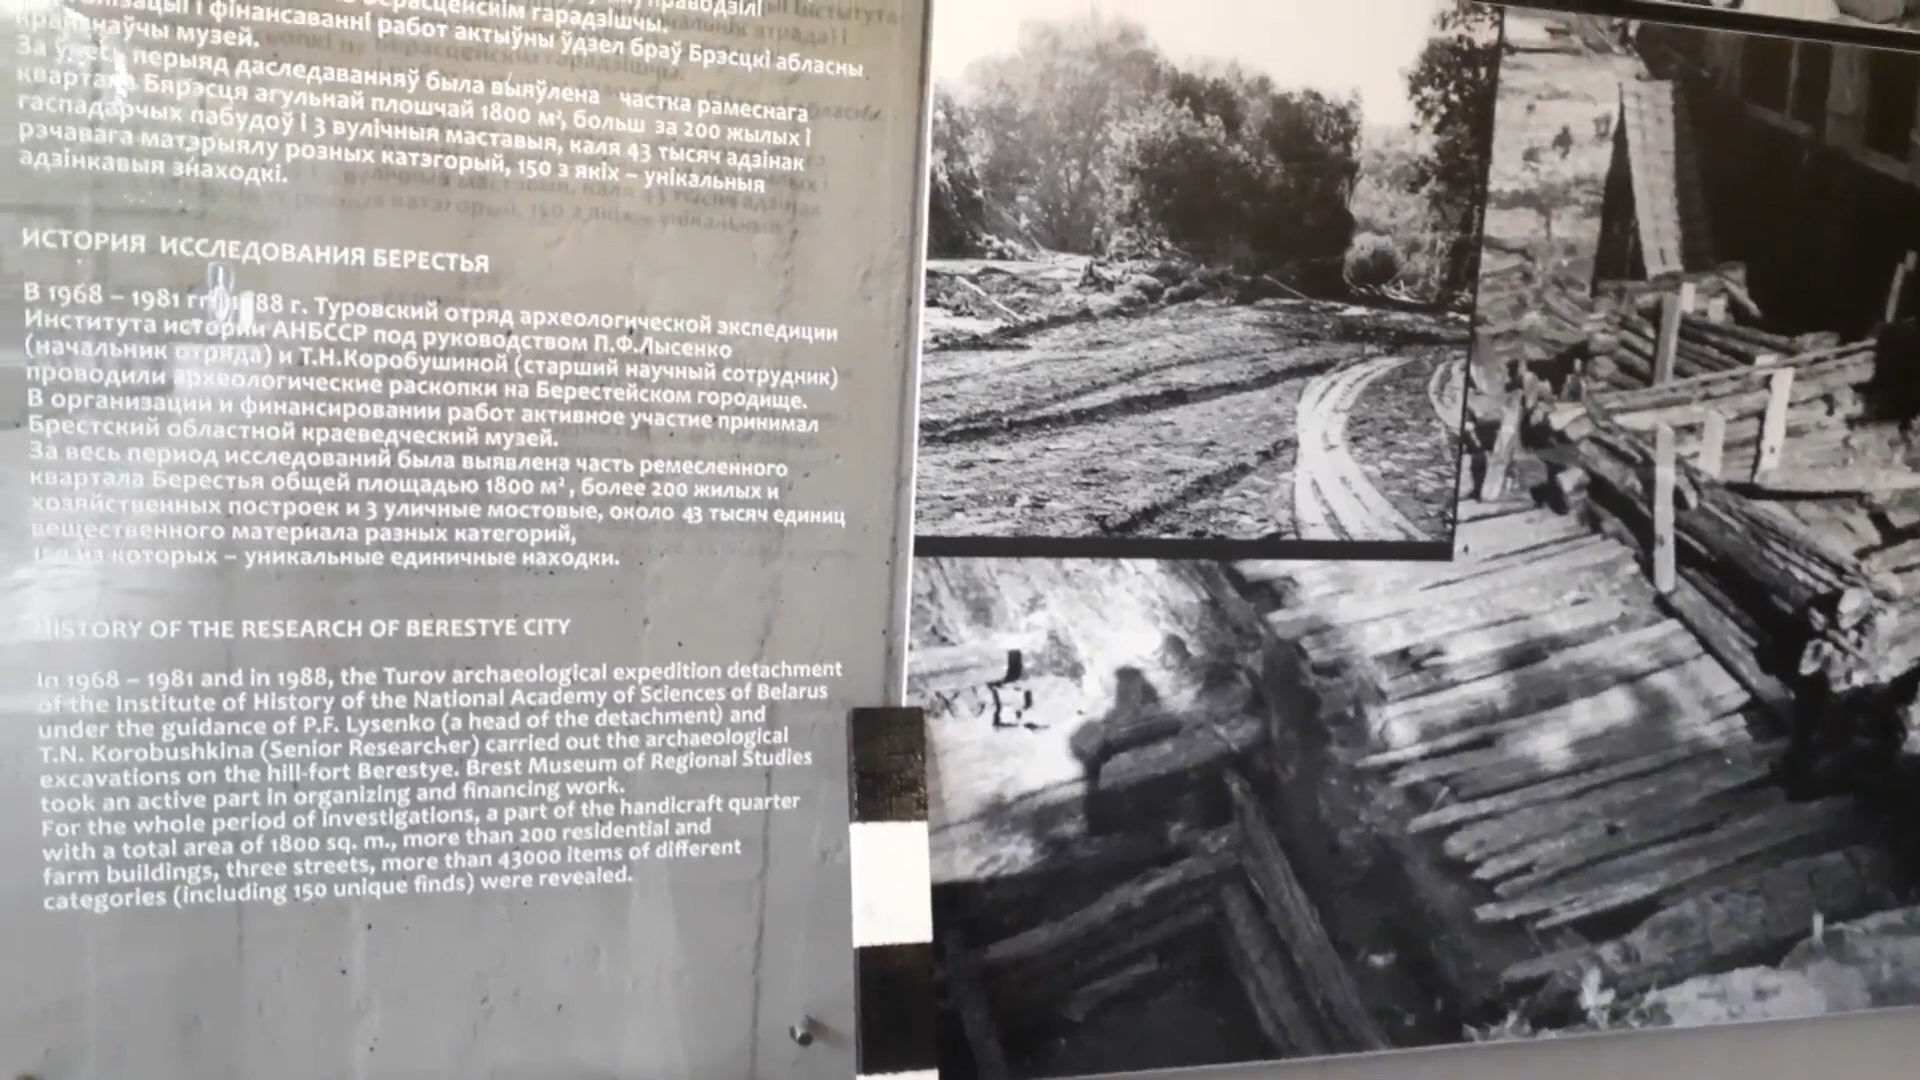 гарадзішчы.
і фінансаванні работ актыўны ўдзел браў Брэсцкі абласны
музей.
За ўвесь перыяд даследаванняў была выяўлена частка рамеснага
квартала Бярэсця агульнай плошчай 1800 м², больш за 200 жылых і
гаспадарчых пабудоў і 3 вулічныя маставыя, каля 43 тысяч адзінак
рэчавага матэрыялу розных катэгорый, 150 з якіх – унікальныя
адзінкавыя знаходкі.
ИСТОРИЯ ИССЛЕДОВАНИЯ БЕРЕСТЬЯ
В 1968 – 1981 гг. 88 г. Туровский отряд археологической экспедиции
Института истории АНБССР под руководством П.Ф.Лысенко
(начальник отряда) и Т.Н.Коробушиной (старший научный сотрудник)
проводили археологические раскопки на Берестейском городище.
В организации и финансировании работ активное участие принимал
Брестский областной краеведческий музей.
За весь период исследований была выявлена часть ремесленного
квартала Берестья общей площадью 1800 м², более 200 жилых и
хозяйственных построек и 3 уличные мостовые, около 43 тысяч единиц
вещественного материала разных категорий,
150 из которых – уникальные единичные находки.
HISTORY OF THE RESEARCH OF BERESTYE CITY
In 1968 – 1981 and in 1988, the Turov archaeological expedition detachment
of the Institute of History of the National Academy of Sciences of Belarus
under the guidance of P.F. Lysenko (a head of the detachment) and
T.N. Korobushkina (Senior Researcher) carried out the archaeological
excavations on the hill-fort Berestye. Brest Museum of Regional Studies
took an active part in organizing and financing work.
For the whole period of investigations, a part of the handicraft quarter
with a total area of 1800 sq. m., more than 200 residential and
farm buildings, three streets, more than 43000 items of different
categories (including 150 unique finds) were revealed.